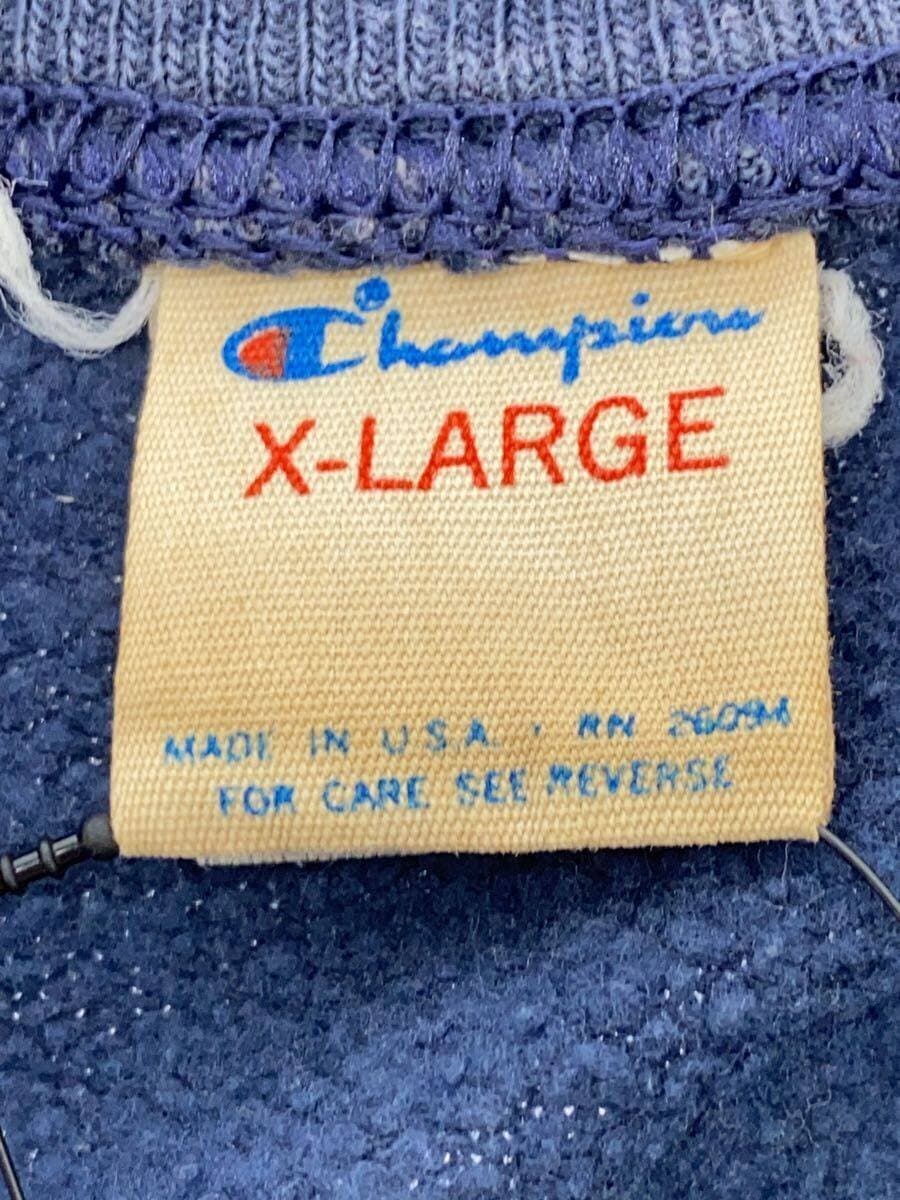 Champion®
X-LARGE
MADE IN U.S.A. · RN 26094
FOR CARE SEE REVERSE